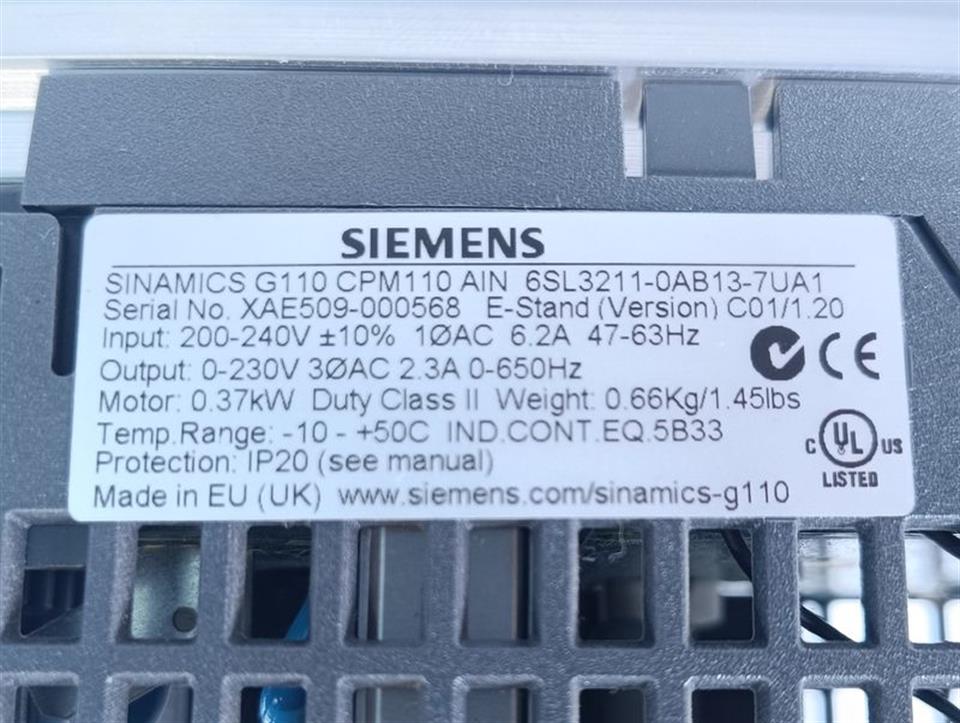 SIEMENS
SINAMICS G110 CPM110 AIN 6SL3211-0AB13-7UA1
Serial No. XAE509-000568 E-Stand (Version) C01/1.20
Input: 200-240V ±10% 1ØAC 6.2A 47-63Hz
Output: 0-230V 3ØAC 2.3A 0-650Hz
Motor: 0.37kW Duty Class II Weight: 0.66Kg/1.45lbs
Temp.Range: -10 - +50C IND.CONT.EQ.5B33
Protection: IP20 (see manual)
Made in EU (UK) www.siemens.com/sinamics-g110
CE
C UL US
LISTED